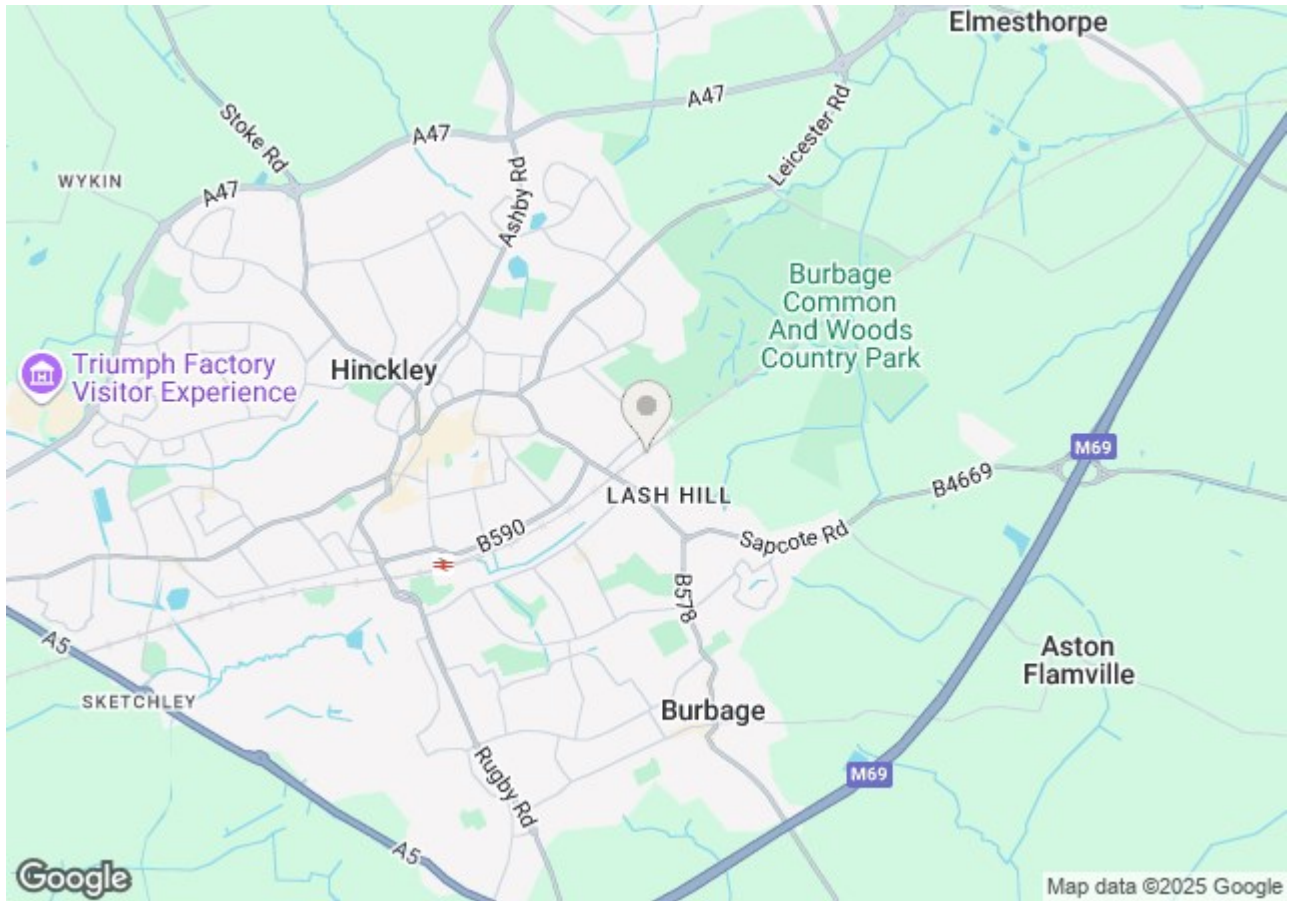 Elmesthorpe
A47
Stoke Rd
A47
Leicester Rd
WYKIN
Ashby Rd
A47
Burbage
Common
And Woods
Country Park
Triumph Factory
Visitor Experience
Hinckley
M69
LASH HILL
B4669
B590
Sapcote Rd
B578
A5
Aston
Flamville
SKETCHLEY
Burbage
Rugby Rd
M69
A5
Google
Map data ©2025 Google